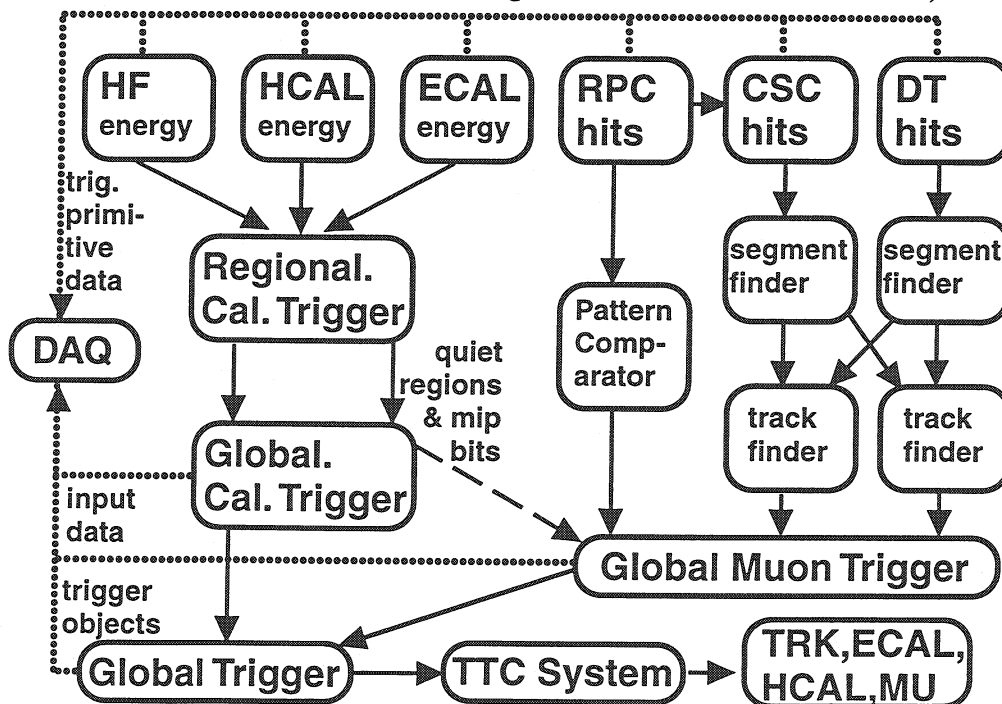 HF
energy
HCAL
energy
ECAL
energy
RPC
hits
CSC
hits
DT
hits
trig.
primi-
tive
data
Regional.
Cal. Trigger
segment
finder
segment
finder
DAQ
Pattern
Comp-
arator
quiet
regions
& mip
bits
track
finder
track
finder
Global.
Cal. Trigger
input
data
Global Muon Trigger
trigger
objects
Global Trigger
TTC System
TRK,ECAL,
HCAL,MU